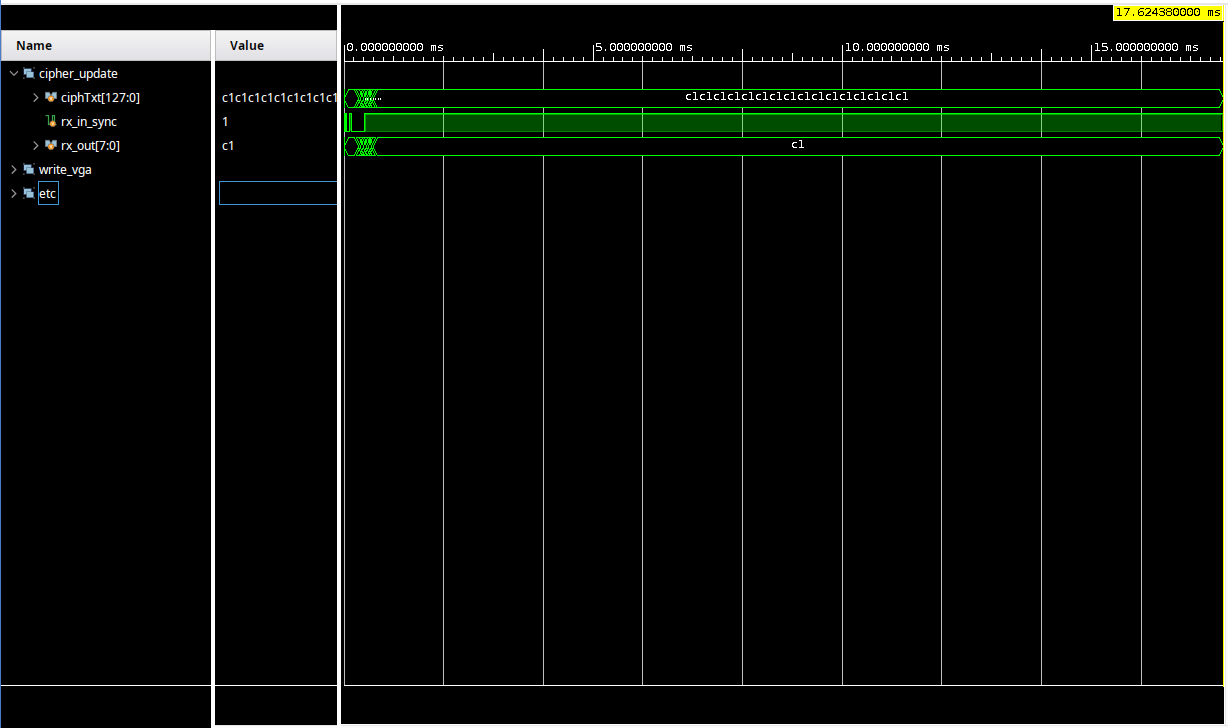 17.624380000 ms
Name Value 0.000000000 ms 5.000000000 ms 10.000000000 ms 15.000000000 ms
cipher_update
ciphTxt[127:0] c1c1c1c1c1c1c1c1c1 c1c1c1c1c1c1c1c1c1c1c1c1c1c1c1c1
rx_in_sync 1
rx_out[7:0] c1 c1
write_vga
etc